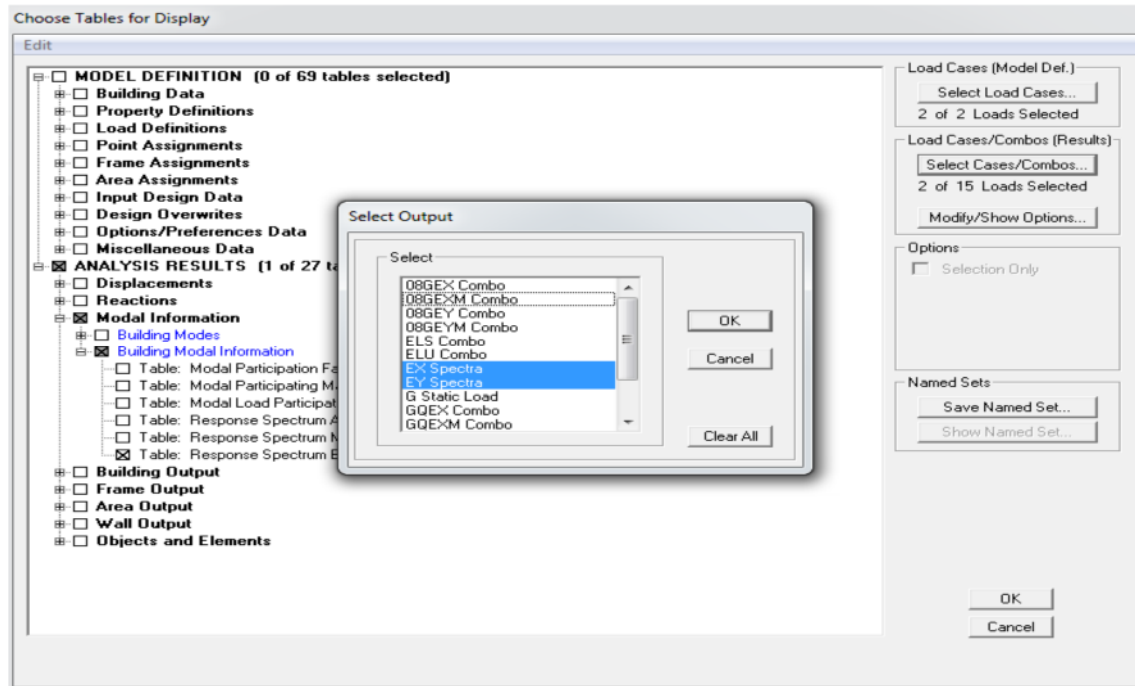 Choose Tables for Display
Edit
MODEL DEFINITION (0 of 69 tables selected)
Building Data
Property Definitions
Load Definitions
Point Assignments
Frame Assignments
Area Assignments
Input Design Data
Design Overwrites
Options/Preferences Data
Miscellaneous Data
ANALYSIS RESULTS (1 of 27 ta
Displacements
Reactions
Modal Information
Building Modes
Building Modal Information
Table: Modal Participation Fa
Table: Modal Participating M
Table: Modal Load Participat
Table: Response Spectrum A
Table: Response Spectrum
Table: Response Spectrum
Building Output
Frame Output
Area Output
Wall Output
Objects and Elements
Select Output
Select
08GEX Combo
08GEXM Combo
08GEY Combo
08GEYM Combo
ELS Combo
ELU Combo
EX Spectra
EY Spectra
G Static Load
GQEX Combo
GQEXM Combo
OK
Cancel
Clear All
Load Cases (Model Def.)
Select Load Cases...
2 of 2 Loads Selected
Load Cases/Combos (Results)
Select Cases/Combos...
2 of 15 Loads Selected
Modify/Show Options...
Options
Selection Only
Named Sets
Save Named Set...
Show Named Set...
OK
Cancel